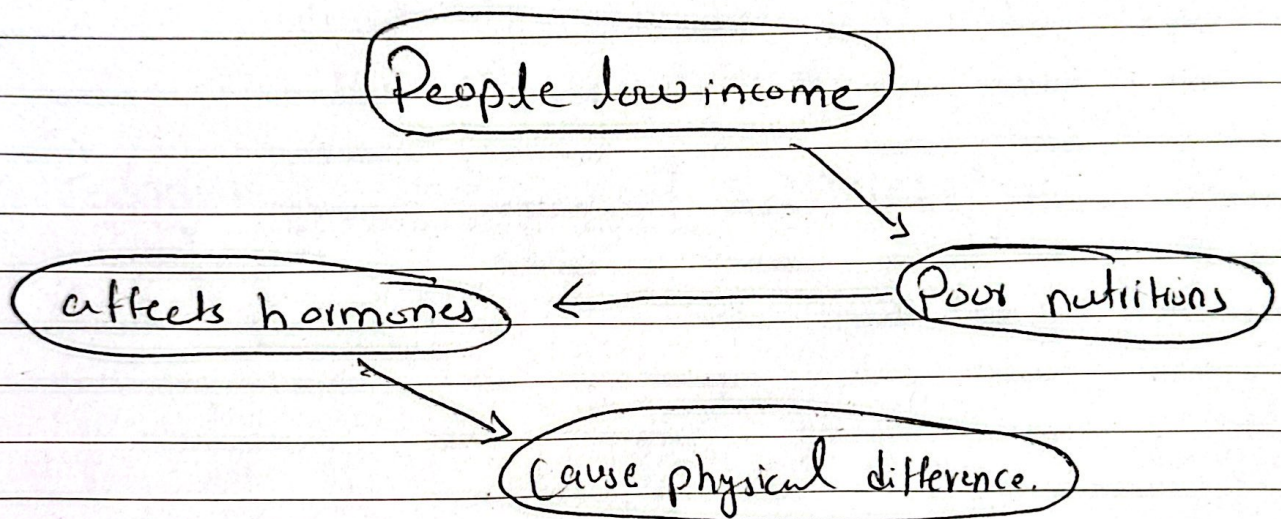 People low income
Poor nutritions
affects hormones
Cause physical difference.